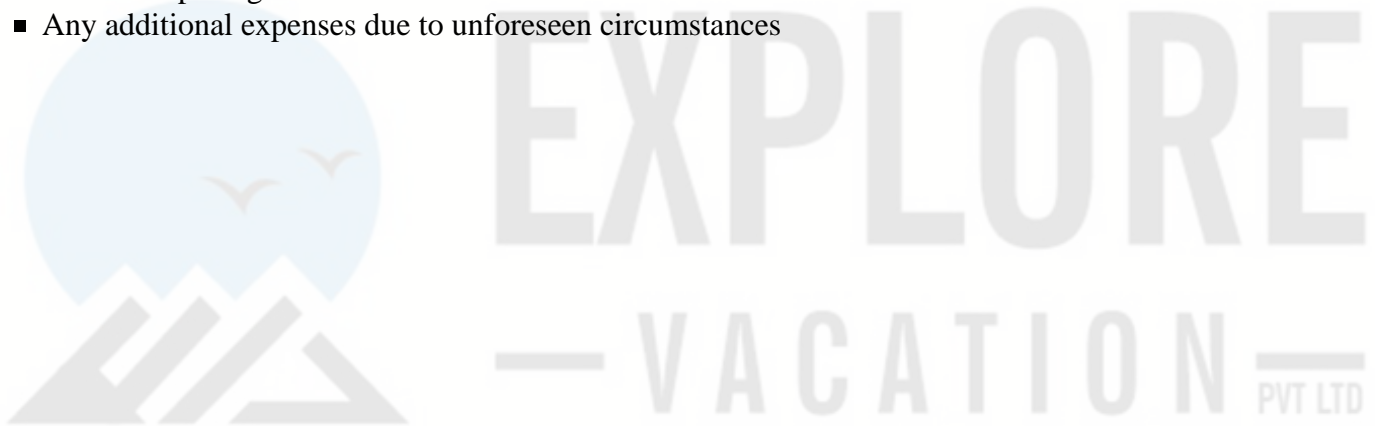 Any additional expenses due to unforeseen circumstances
EXPLORE
VACATION
PVT LTD